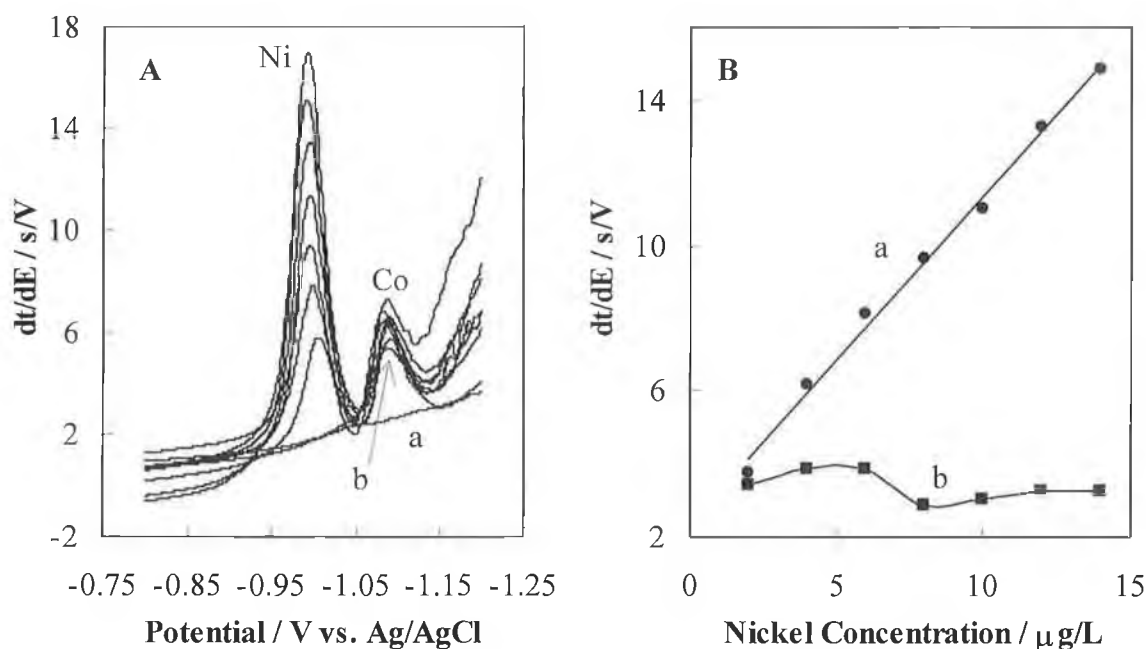 A
Ni
Co
a
b
18
14
10
6
2
-2
dt/dE / s/V
-0.75 -0.85 -0.95 -1.05 -1.15 -1.25
Potential / V vs. Ag/AgCl
B
a
b
14
10
6
2
dt/dE / s/V
0 5 10 15
Nickel Concentration / μg/L